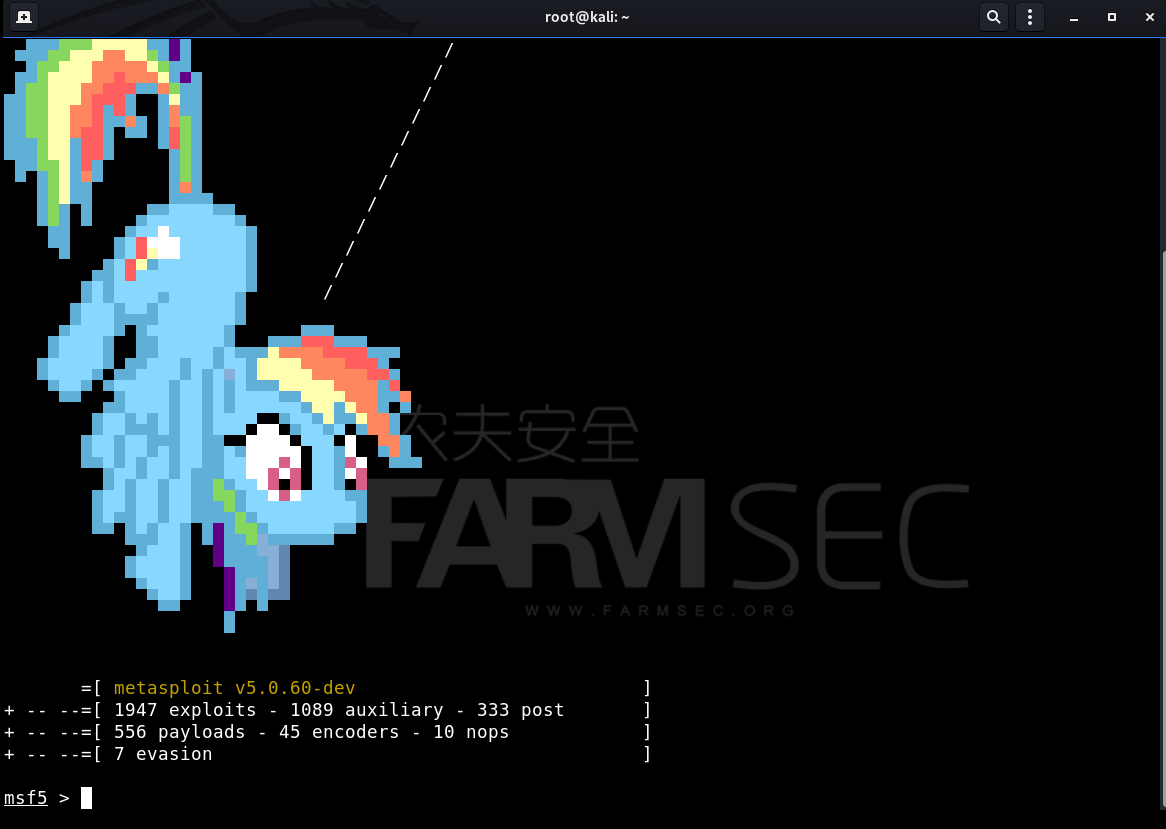 root@kali: ~
农夫安全
FARMSEC
WWW.FARMSEC.ORG
=[ metasploit v5.0.60-dev ]
+ -- --=[ 1947 exploits - 1089 auxiliary - 333 post ]
+ -- --=[ 556 payloads - 45 encoders - 10 nops ]
+ -- --=[ 7 evasion ]
msf5 >